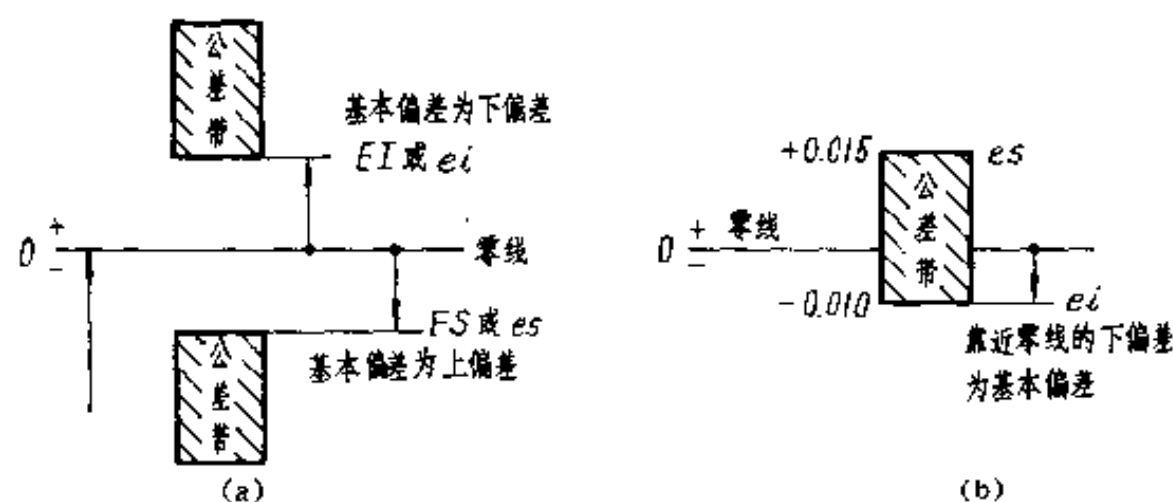 公差带
基本偏差为下偏差
EI或ei
0 + −
零线
ES或es
基本偏差为上偏差
公差带
(a)
+0.015
es
公差带
0 + −
零线
−0.010
ei
靠近零线的下偏差
为基本偏差
(b)